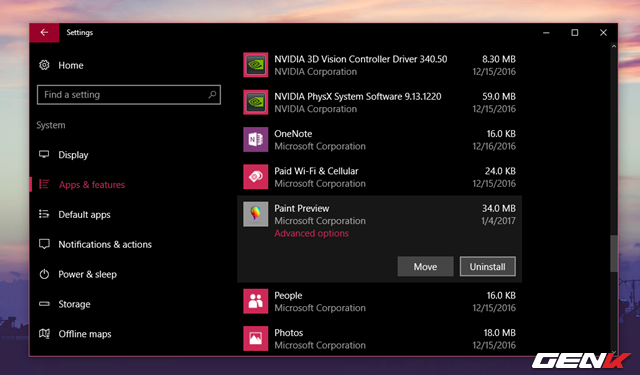 Settings
Home
Find a setting
System
Display
Apps & features
Default apps
Notifications & actions
Power & sleep
Storage
Offline maps
NVIDIA 3D Vision Controller Driver 340.50 8.30 MB
NVIDIA Corporation 12/15/2016
NVIDIA PhysX System Software 9.13.1220 59.0 MB
NVIDIA Corporation 12/15/2016
OneNote 16.0 KB
Microsoft Corporation 12/16/2016
Paid Wi-Fi & Cellular 24.0 KB
Microsoft Corporation 12/15/2016
Paint Preview 34.0 MB
Microsoft Corporation 1/4/2017
Advanced options
Move Uninstall
People 16.0 KB
Microsoft Corporation 12/15/2016
Photos 18.0 MB
Microsoft Corporation 12/15/2016
GENK